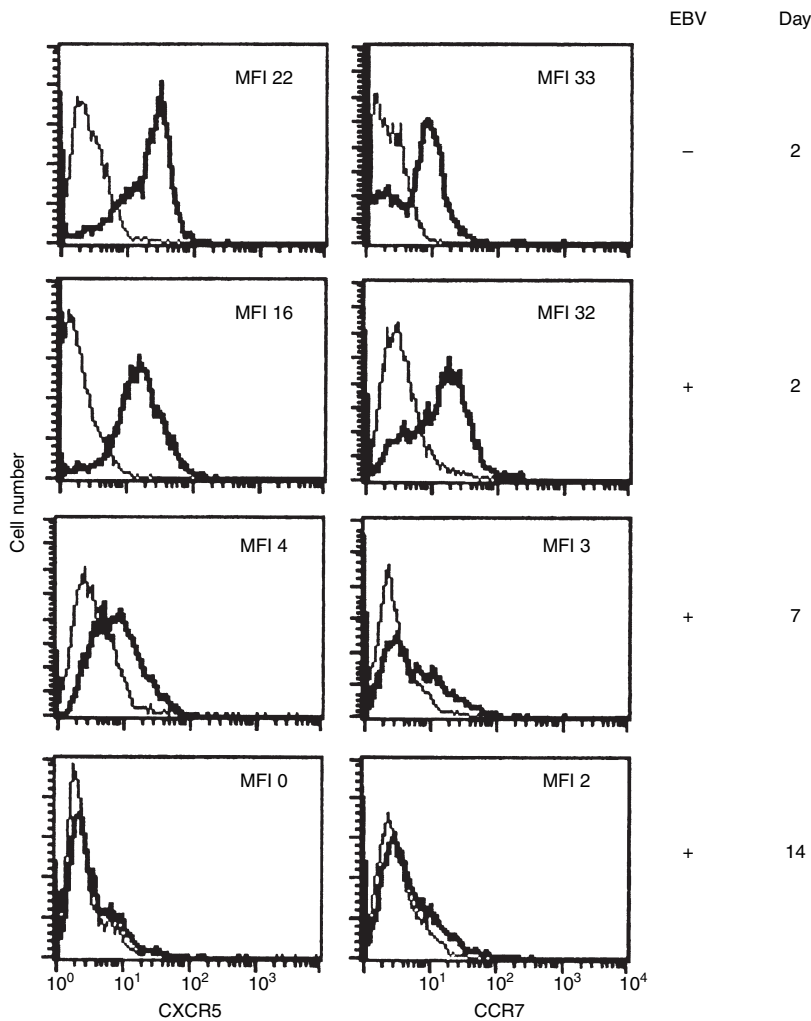 EBV Day
MFI 22 MFI 33
– 2
MFI 16 MFI 32
+ 2
Cell number
MFI 4 MFI 3
+ 7
MFI 0 MFI 2
+ 14
10⁰ 10¹ 10² 10³ 10¹ 10² 10³ 10⁴
CXCR5 CCR7